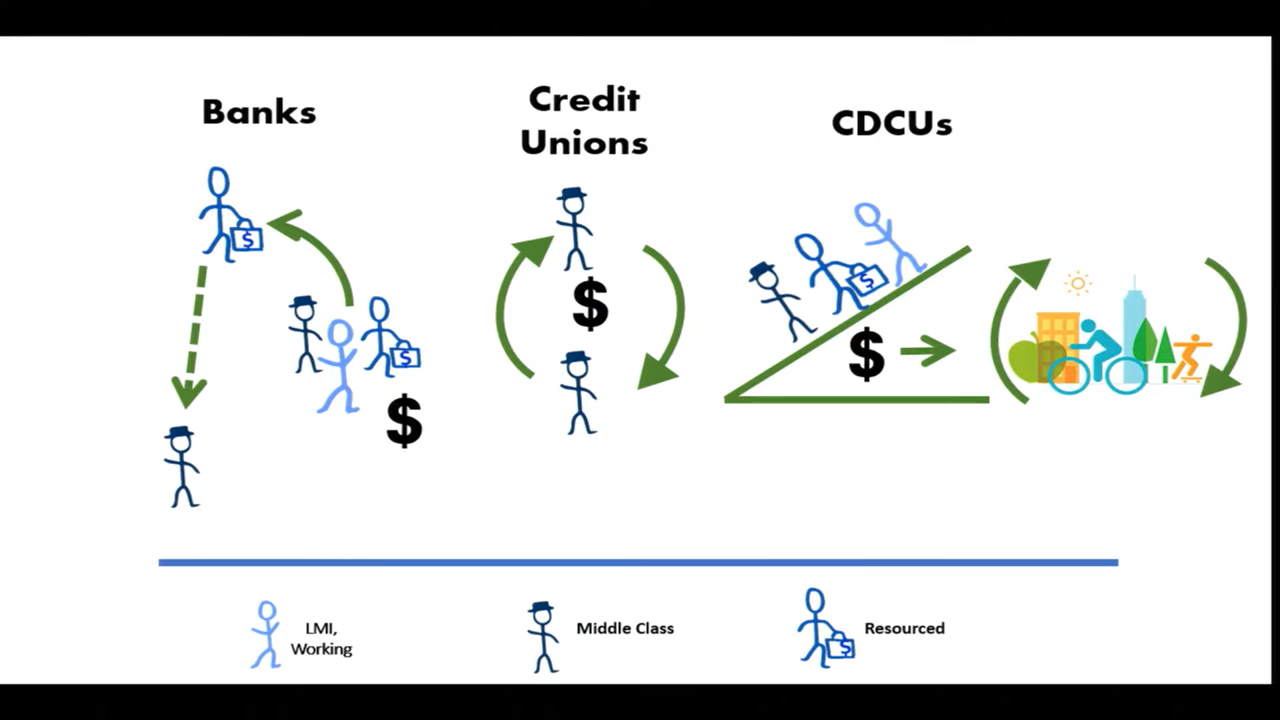 Banks
Credit
Unions
CDCUs
$
$
$
$
$
$
LMI,
Working
Middle Class
$
Resourced